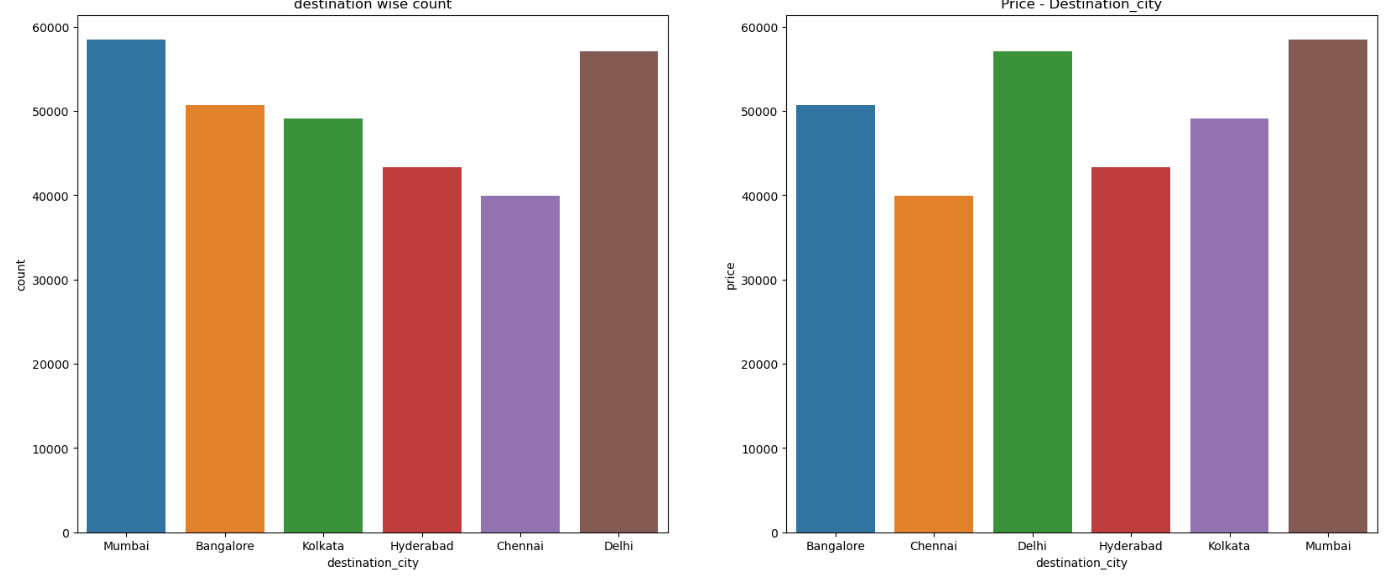 destination wise count
60000
50000
40000
30000
20000
10000
0
count
Mumbai Bangalore Kolkata Hyderabad Chennai Delhi
destination_city
Price - Destination_city
60000
50000
40000
30000
20000
10000
0
price
Bangalore Chennai Delhi Hyderabad Kolkata Mumbai
destination_city